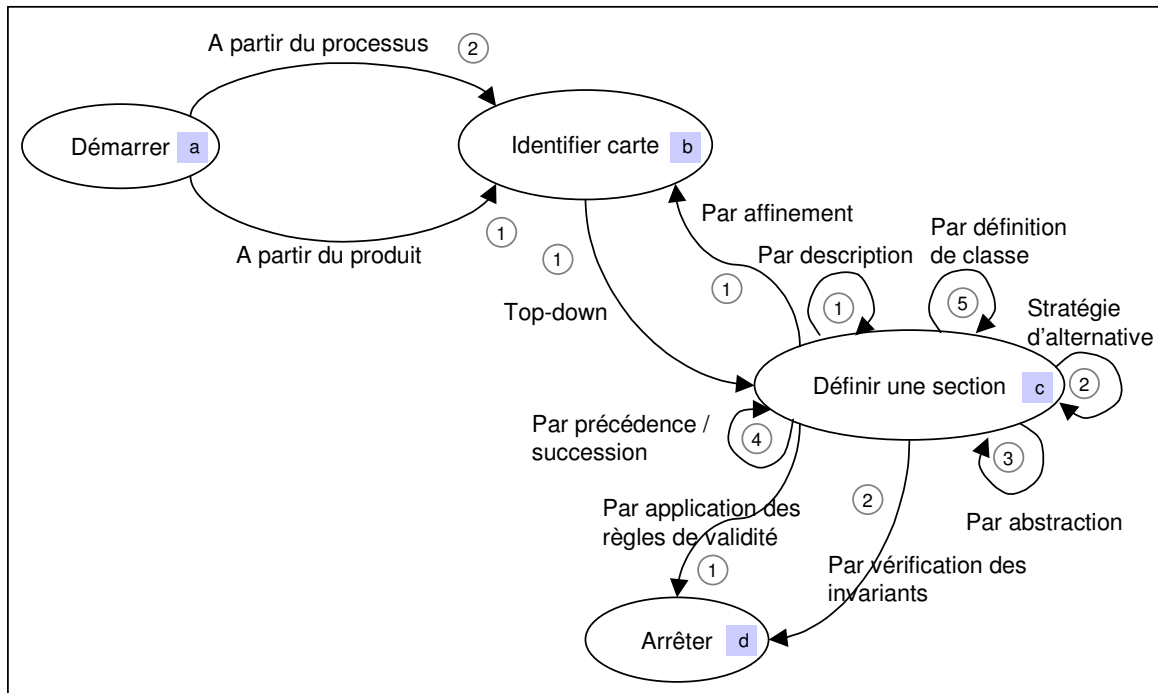 A partir du processus
2
Démarrer a
Identifier carte b
A partir du produit
1
1
Top-down
Par affinement
1
Par description
1
Par définition
de classe
5
Stratégie
d'alternative
2
Définir une section c
Par précédence /
succession
4
3
Par abstraction
Par application des
règles de validité
1
2
Par vérification des
invariants
Arrêter d